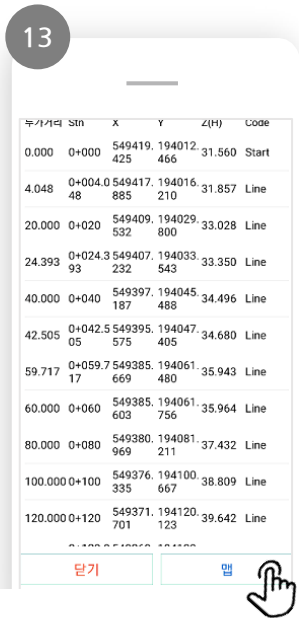 13
누가거리 Stn X Y Z(H) Code
0.000 0+000 549419.425 194012.466 31.560 Start
4.048 0+004.048 549417.885 194016.210 31.857 Line
20.000 0+020 549409.532 194029.800 33.028 Line
24.393 0+024.393 549407.232 194033.543 33.350 Line
40.000 0+040 549397.187 194045.488 34.496 Line
42.505 0+042.505 549395.575 194047.405 34.680 Line
59.717 0+059.717 549385.669 194061.480 35.943 Line
60.000 0+060 549385.603 194061.756 35.964 Line
80.000 0+080 549380.969 194081.211 37.432 Line
100.000 0+100 549376.335 194100.667 38.809 Line
120.000 0+120 549371.701 194120.123 39.642 Line
닫기 맵